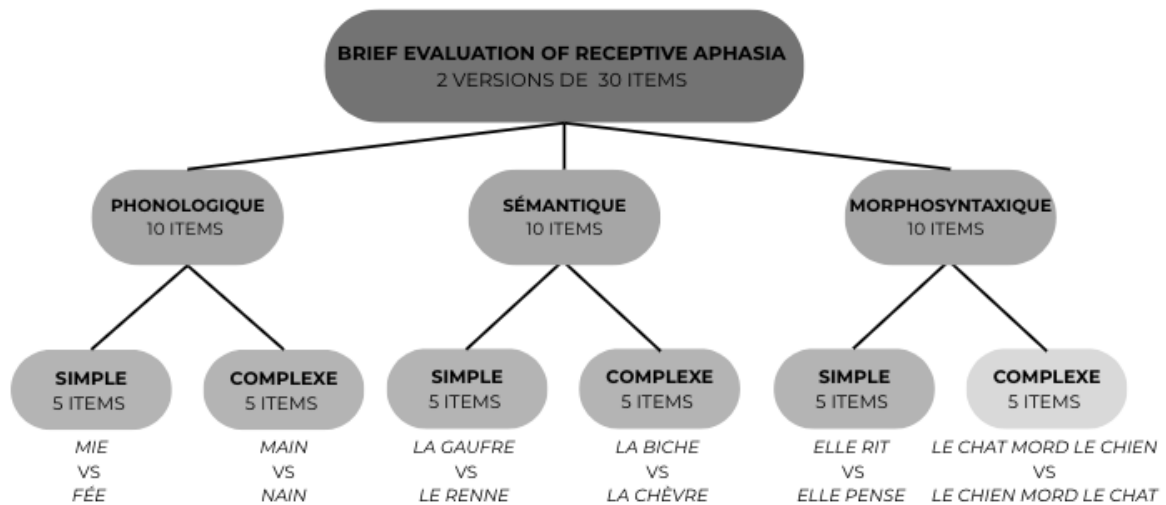 BRIEF EVALUATION OF RECEPTIVE APHASIA
2 VERSIONS DE 30 ITEMS
PHONOLOGIQUE
10 ITEMS
SÉMANTIQUE
10 ITEMS
MORPHOSYNTAXIQUE
10 ITEMS
SIMPLE
5 ITEMS
MIE
VS
FÉE
COMPLEXE
5 ITEMS
MAIN
VS
NAIN
SIMPLE
5 ITEMS
LA GAUFRE
VS
LE RENNE
COMPLEXE
5 ITEMS
LA BICHE
VS
LA CHÈVRE
SIMPLE
5 ITEMS
ELLE RIT
VS
ELLE PENSE
COMPLEXE
5 ITEMS
LE CHAT MORD LE CHIEN
VS
LE CHIEN MORD LE CHAT